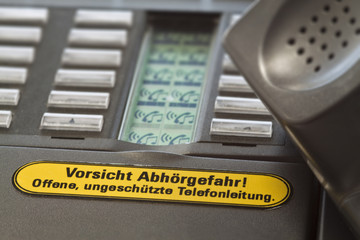 Vorsicht Abhörgefahr!
Offene, ungeschützte Telefonleitung.